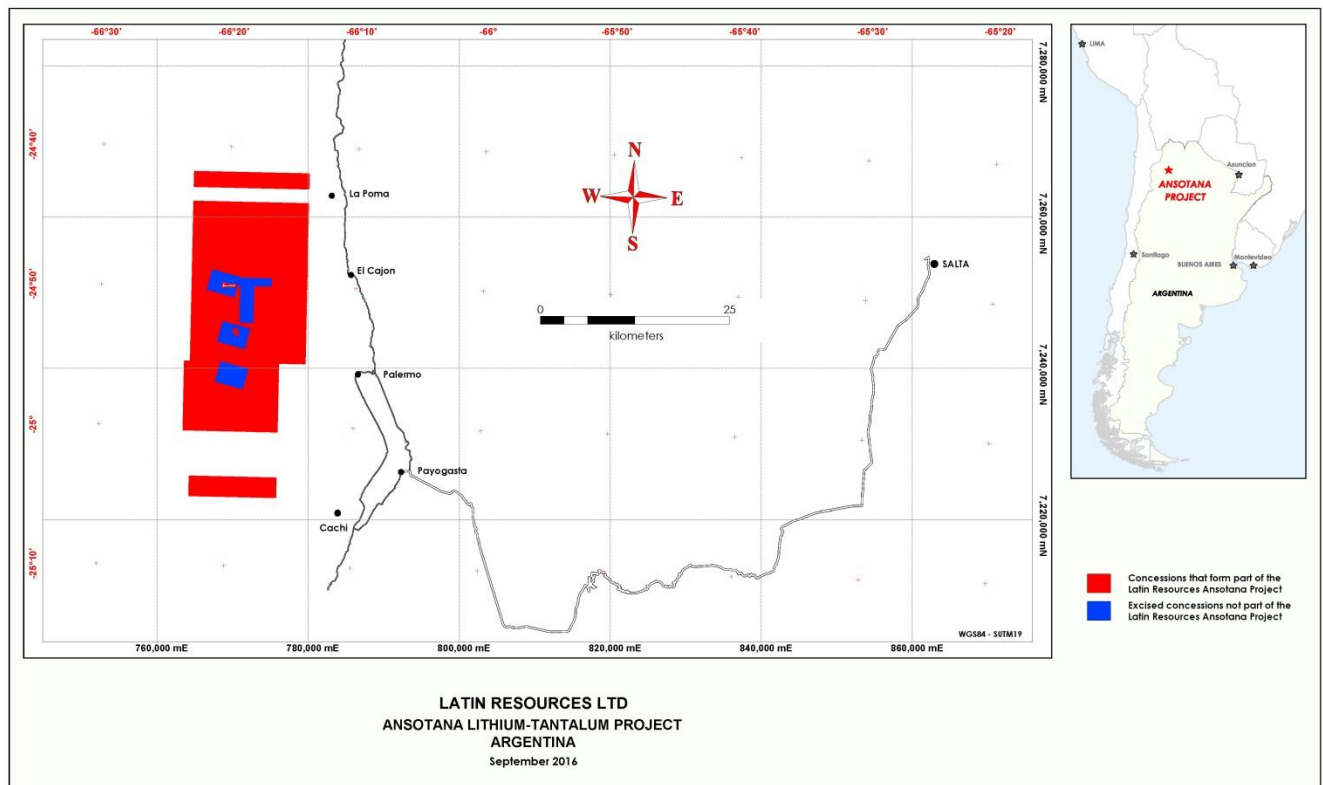 -66°30' -66°20' -66°10' -66° -65°50' -65°40' -65°30' -65°20'
7,280,000 mN
-24°40'
La Poma
N
W E
S
7,260,000 mN
El Cajon
-24°50'
SALTA
0 25
kilometers
Palermo
7,240,000 mN
-25°
Payogasta
Cachi
7,220,000 mN
-25°10'
WGS84 - SUTM19
760,000 mE 780,000 mE 800,000 mE 820,000 mE 840,000 mE 860,000 mE
LIMA
Asuncion
ANSOTANA
PROJECT
Santiago
BUENOS AIRES
Montevideo
ARGENTINA
Concessions that form part of the
Latin Resources Ansotana Project
Excised concessions not part of the
Latin Resources Ansotana Project
LATIN RESOURCES LTD
ANSOTANA LITHIUM-TANTALUM PROJECT
ARGENTINA
September 2016